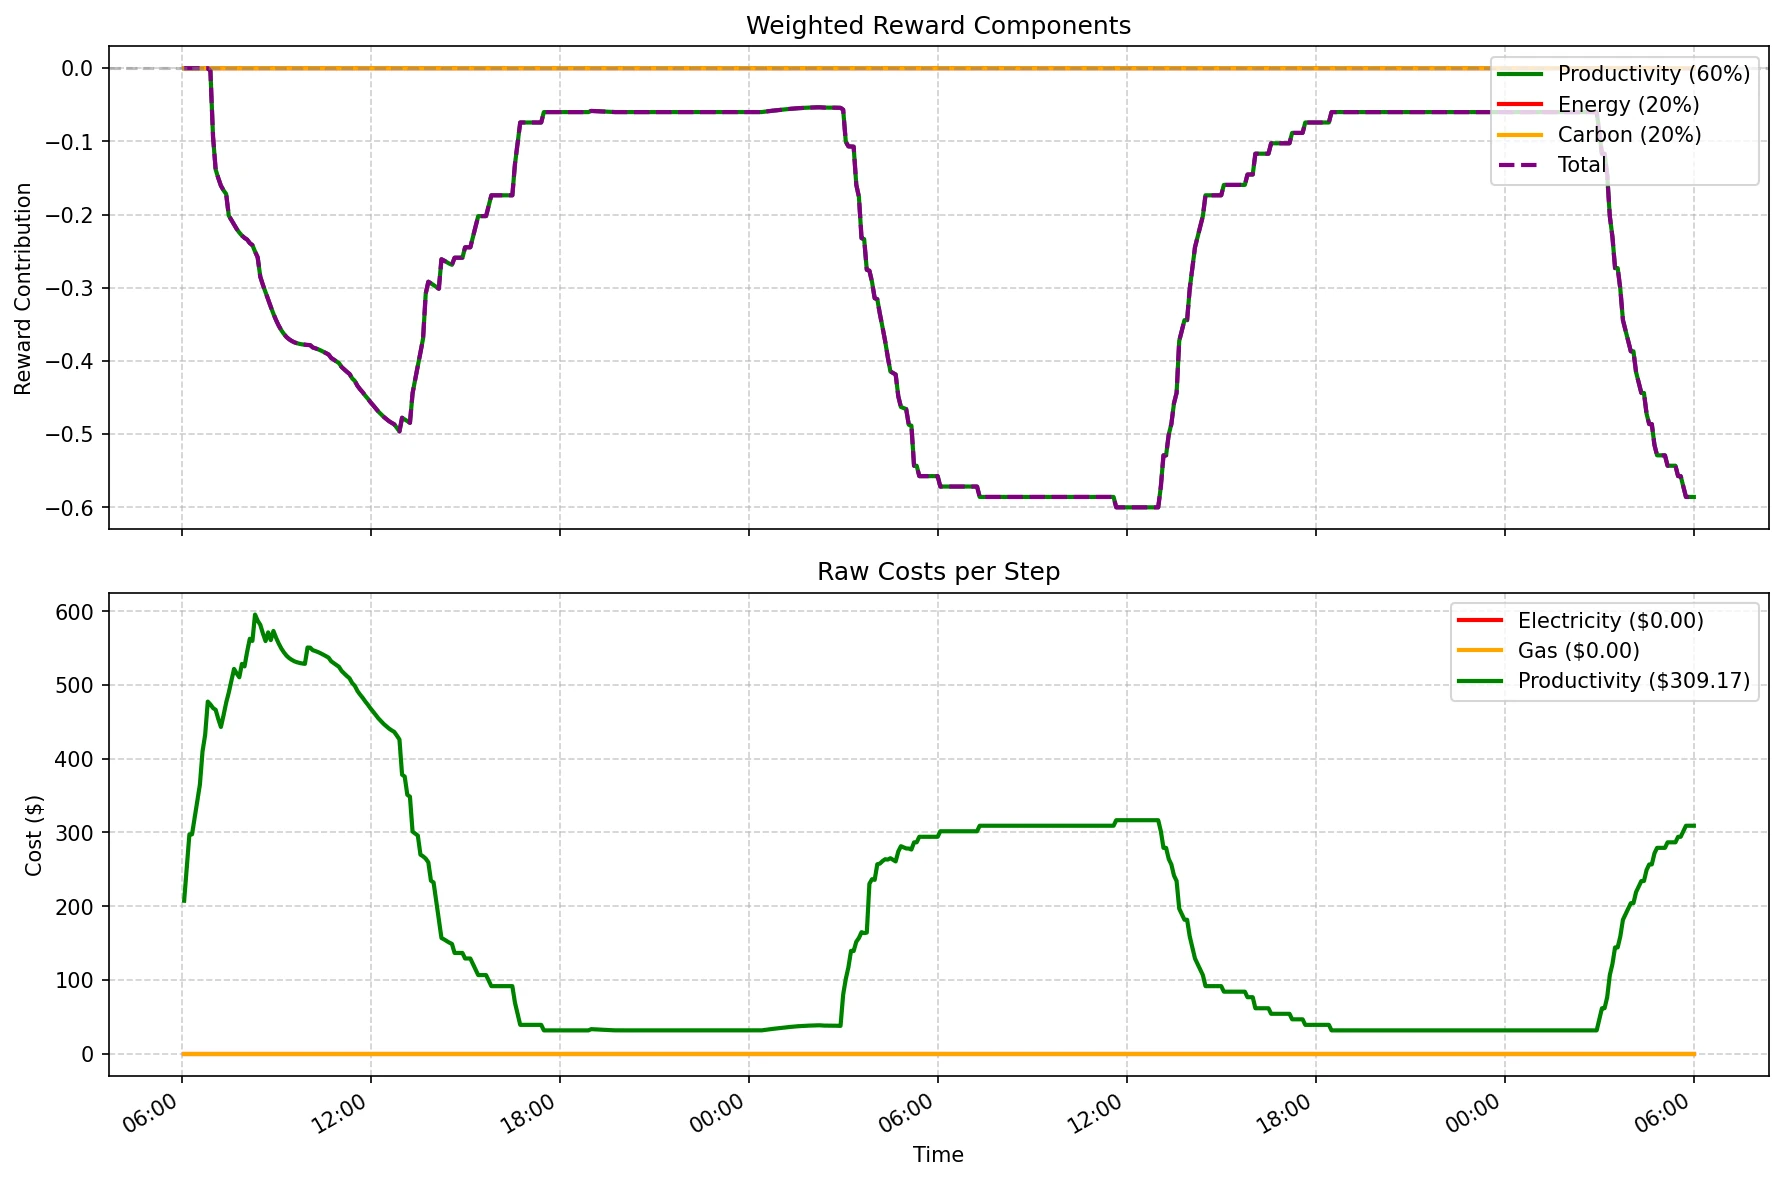 Weighted Reward Components
Reward Contribution
0.0
−0.1
−0.2
−0.3
−0.4
−0.5
−0.6
Productivity (60%)
Energy (20%)
Carbon (20%)
Total
Raw Costs per Step
Cost ($)
600
500
400
300
200
100
0
Electricity ($0.00)
Gas ($0.00)
Productivity ($309.17)
06:00
12:00
18:00
00:00
06:00
12:00
18:00
00:00
06:00
Time